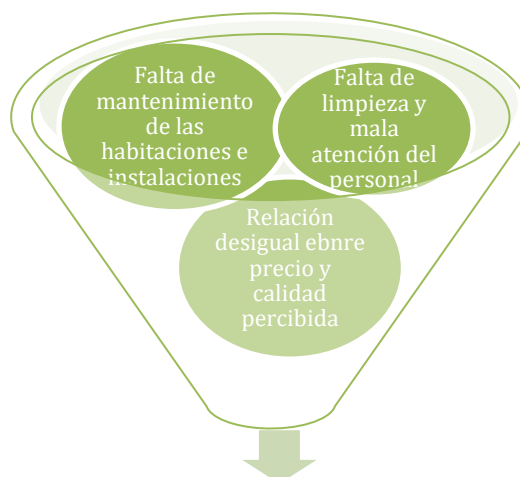 Falta de
mantenimiento
de las
habitaciones e
instalaciones
Falta de
limpieza y
mala
atención del
personal
Relación
desigual ebnre
precio y
calidad
percibida